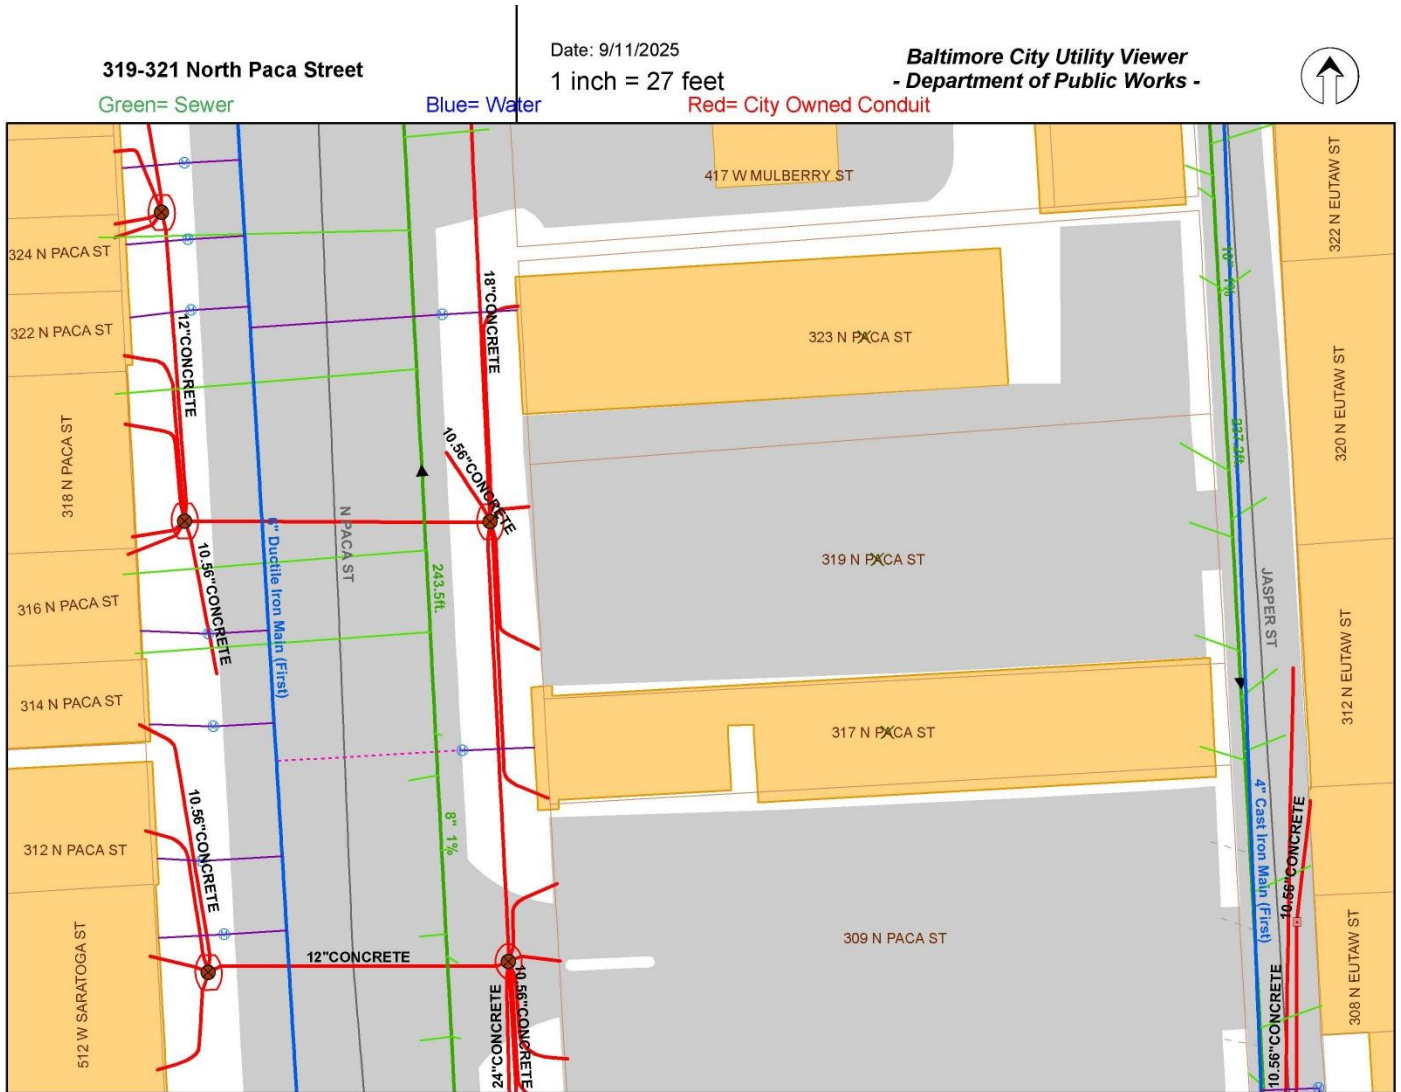 319-321 North Paca Street
Date: 9/11/2025
1 inch = 27 feet
Baltimore City Utility Viewer
- Department of Public Works -
Green= Sewer
Blue= Water
Red= City Owned Conduit
417 W MULBERRY ST
322 N EUTAW ST
324 N PACA ST
322 N PACA ST
12"CONCRETE
18"CONCRETE
323 N PACA ST
320 N EUTAW ST
318 N PACA ST
10.56"CONCRETE
237.2ft.
N PACA ST
319 N PACA ST
10.56"CONCRETE
6" Ductile Iron Main (First)
243.5ft.
JASPER ST
316 N PACA ST
312 N EUTAW ST
314 N PACA ST
317 N PACA ST
8" 1%
10.56"CONCRETE
4" Cast Iron Main (First)
10.56"CONCRETE
312 N PACA ST
309 N PACA ST
12"CONCRETE
512 W SARATOGA ST
308 N EUTAW ST
24"CONCRETE
10.56"CONCRETE
10.56"CONCRETE